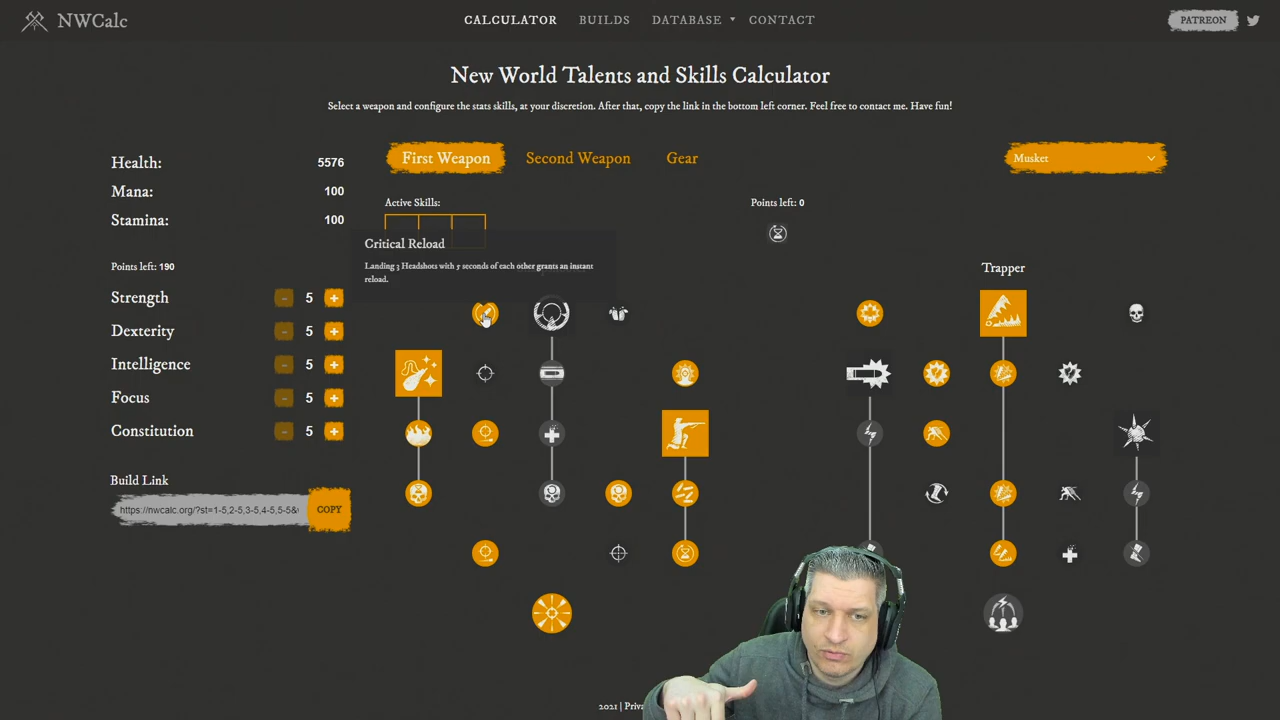 NWCalc
CALCULATOR
BUILDS
DATABASE
CONTACT
PATREON
New World Talents and Skills Calculator
Select a weapon and configure the stats skills, at your discretion. After that, copy the link in the bottom left corner. Feel free to contact me. Have fun!
Health: 5576
Mana: 100
Stamina: 100
First Weapon
Second Weapon
Gear
Musket
Active Skills:
Points left: 0
Critical Reload
Landing 3 Headshots with 5 seconds of each other grants an instant
reload.
Trapper
Points left: 190
Strength - 5 +
Dexterity - 5 +
Intelligence - 5 +
Focus - 5 +
Constitution - 5 +
Build Link
https://nwcalc.org/?st=1-5,2-5,3-5,4-5,5-5&
COPY
2021 |